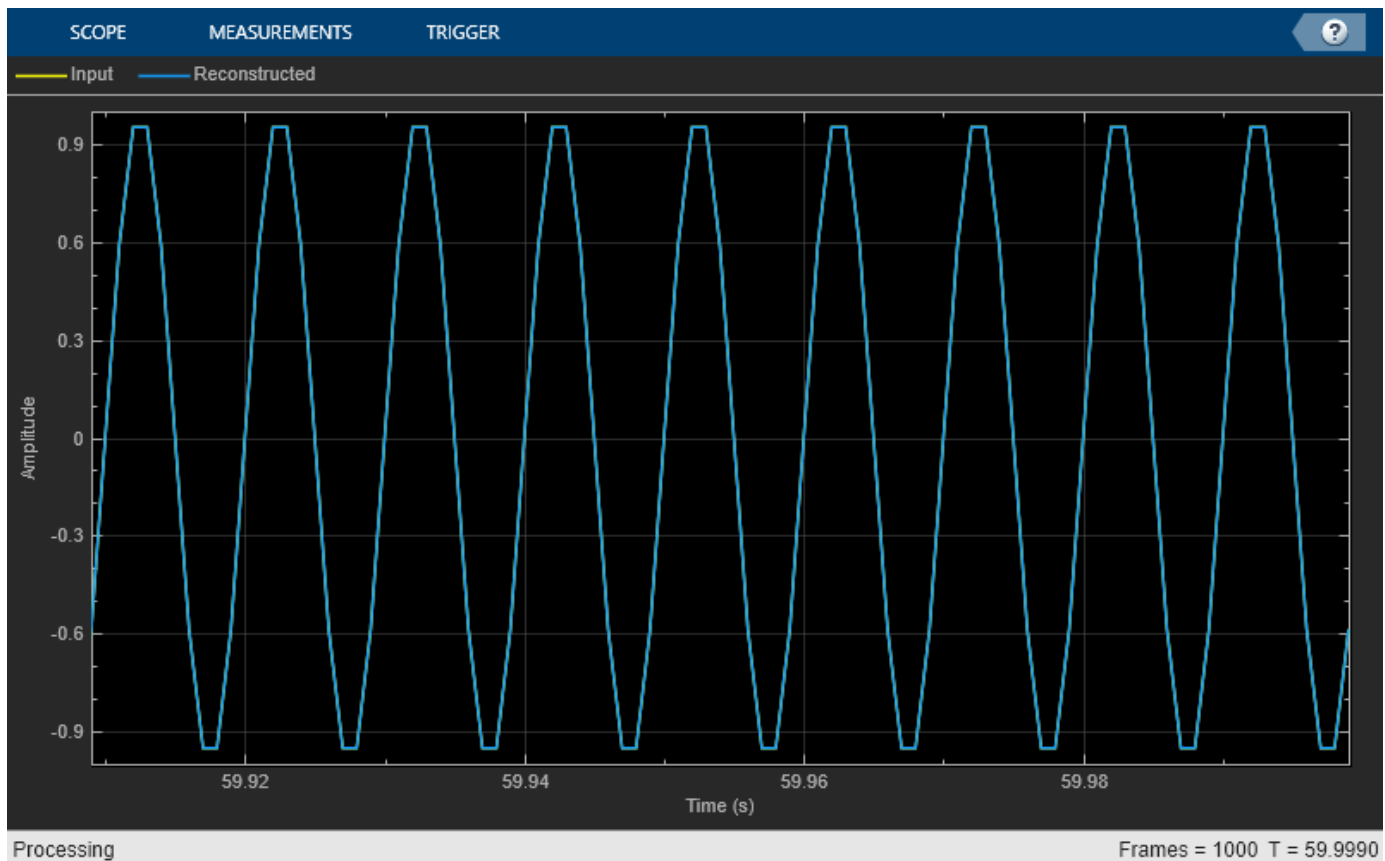 SCOPE MEASUREMENTS TRIGGER ?
Input Reconstructed
0.9
0.6
0.3
0
-0.3
-0.6
-0.9
Amplitude
59.92 59.94 59.96 59.98
Time (s)
Processing Frames = 1000 T = 59.9990